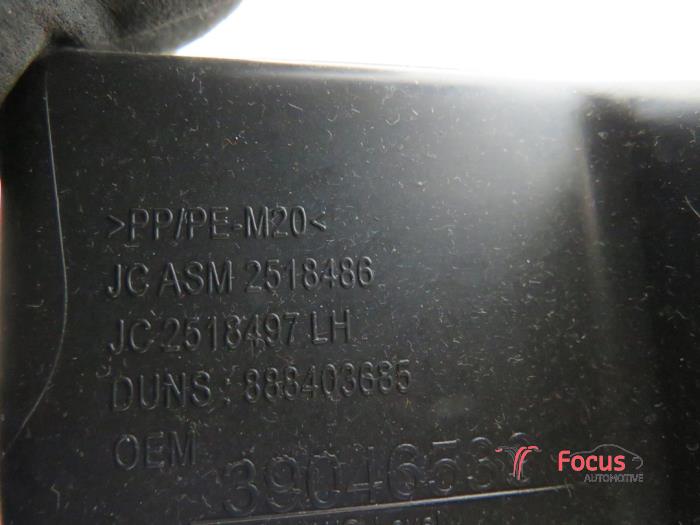 >PP/PE-M20<
JC ASM 2518486
JC 2518497 LH
DUNS : 888403685
OEM
Focus
AUTOMOTIVE